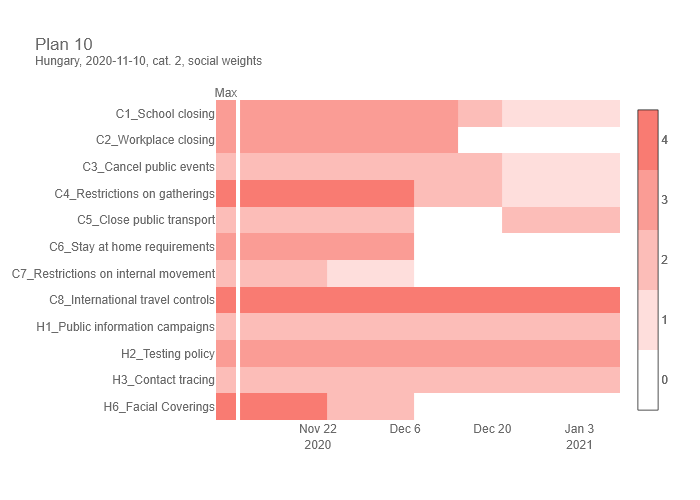 Plan 10
Hungary, 2020-11-10, cat. 2, social weights
Max
C1_School closing
C2_Workplace closing
C3_Cancel public events
C4_Restrictions on gatherings
C5_Close public transport
C6_Stay at home requirements
C7_Restrictions on internal movement
C8_International travel controls
H1_Public information campaigns
H2_Testing policy
H3_Contact tracing
H6_Facial Coverings
Nov 22 Dec 6 Dec 20 Jan 3
2020 2021
4
3
2
1
0